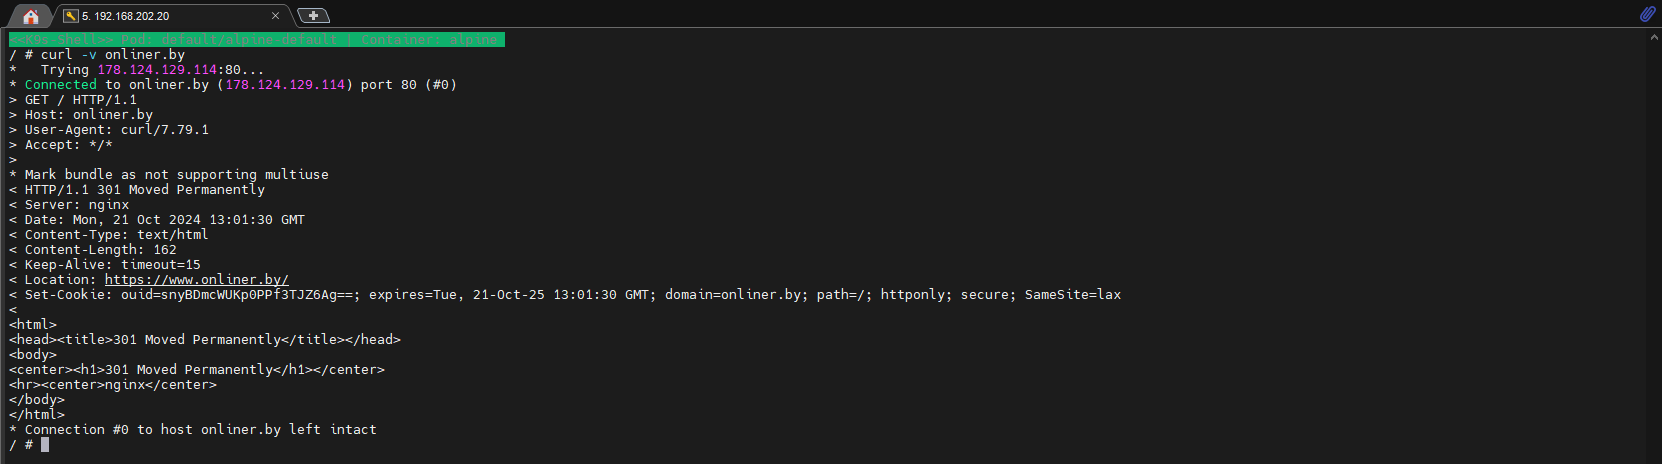 5. 192.168.202.20
<<K9s-Shell>> Pod: default/alpine-default | Container: alpine
/ # curl -v onliner.by
*   Trying 178.124.129.114:80...
* Connected to onliner.by (178.124.129.114) port 80 (#0)
> GET / HTTP/1.1
> Host: onliner.by
> User-Agent: curl/7.79.1
> Accept: */*
>
* Mark bundle as not supporting multiuse
< HTTP/1.1 301 Moved Permanently
< Server: nginx
< Date: Mon, 21 Oct 2024 13:01:30 GMT
< Content-Type: text/html
< Content-Length: 162
< Keep-Alive: timeout=15
< Location: https://www.onliner.by/
< Set-Cookie: ouid=snyBDmcWUKp0PPf3TJZ6Ag==; expires=Tue, 21-Oct-25 13:01:30 GMT; domain=onliner.by; path=/; httponly; secure; SameSite=lax
<
<html>
<head><title>301 Moved Permanently</title></head>
<body>
<center><h1>301 Moved Permanently</h1></center>
<hr><center>nginx</center>
</body>
</html>
* Connection #0 to host onliner.by left intact
/ #